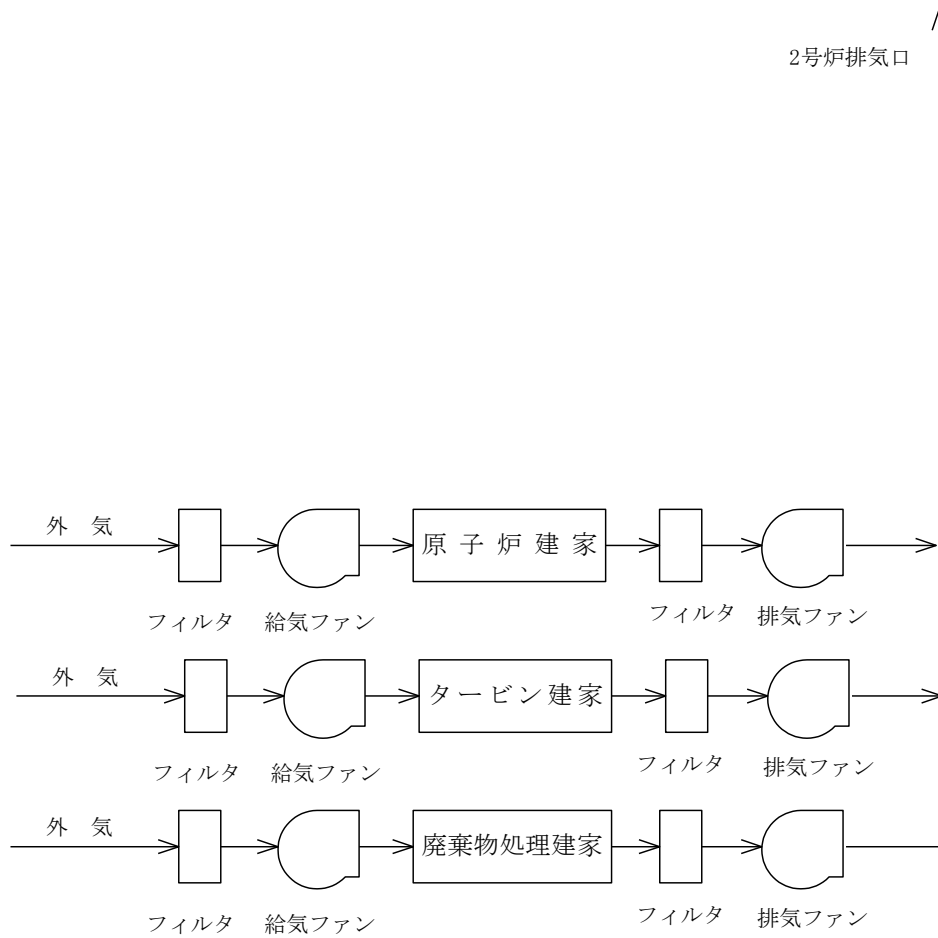 2号炉排気口
外　気
原子炉建家
フィルタ　給気ファン　フィルタ　排気ファン
外　気
タービン建家
フィルタ　給気ファン　フィルタ　排気ファン
外　気
廃棄物処理建家
フィルタ　給気ファン　フィルタ　排気ファン